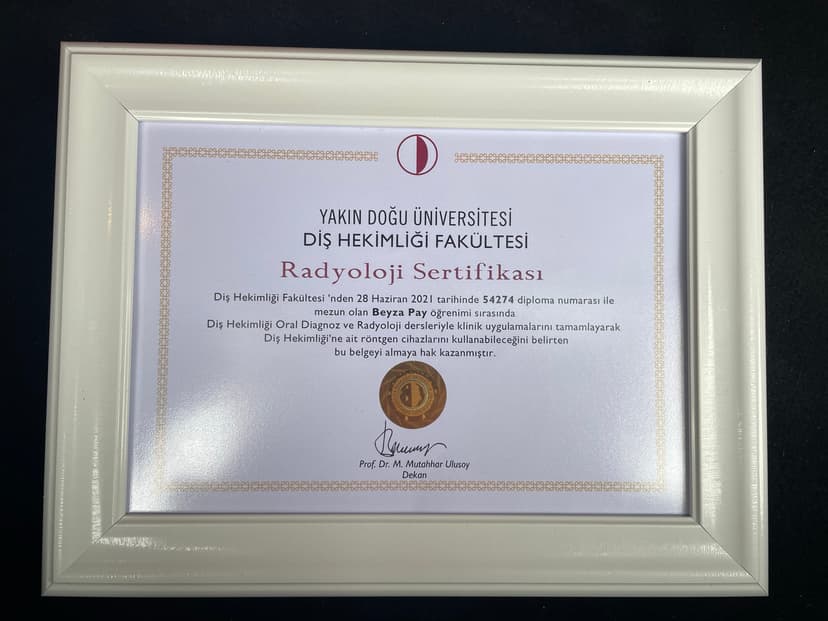 YAKIN DOĞU ÜNİVERSİTESİ
DİŞ HEKİMLİĞİ FAKÜLTESİ
Radyoloji Sertifikası
Diş Hekimliği Fakültesi 'nden 28 Haziran 2021 tarihinde 54274 diploma numarası ile
mezun olan Beyza Pay öğrenimi sırasında
Diş Hekimliği Oral Diagnoz ve Radyoloji dersleriyle klinik uygulamalarını tamamlayarak
Diş Hekimliği'ne ait röntgen cihazlarını kullanabileceğini belirten
bu belgeyi almaya hak kazanmıştır.
Prof. Dr. M. Mutahhar Ulusoy
Dekan